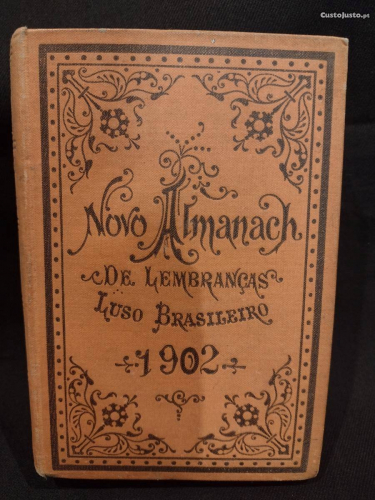 CustoJusto.pt
Novo Almanach
De Lembranças
Luso Brasileiro
1902